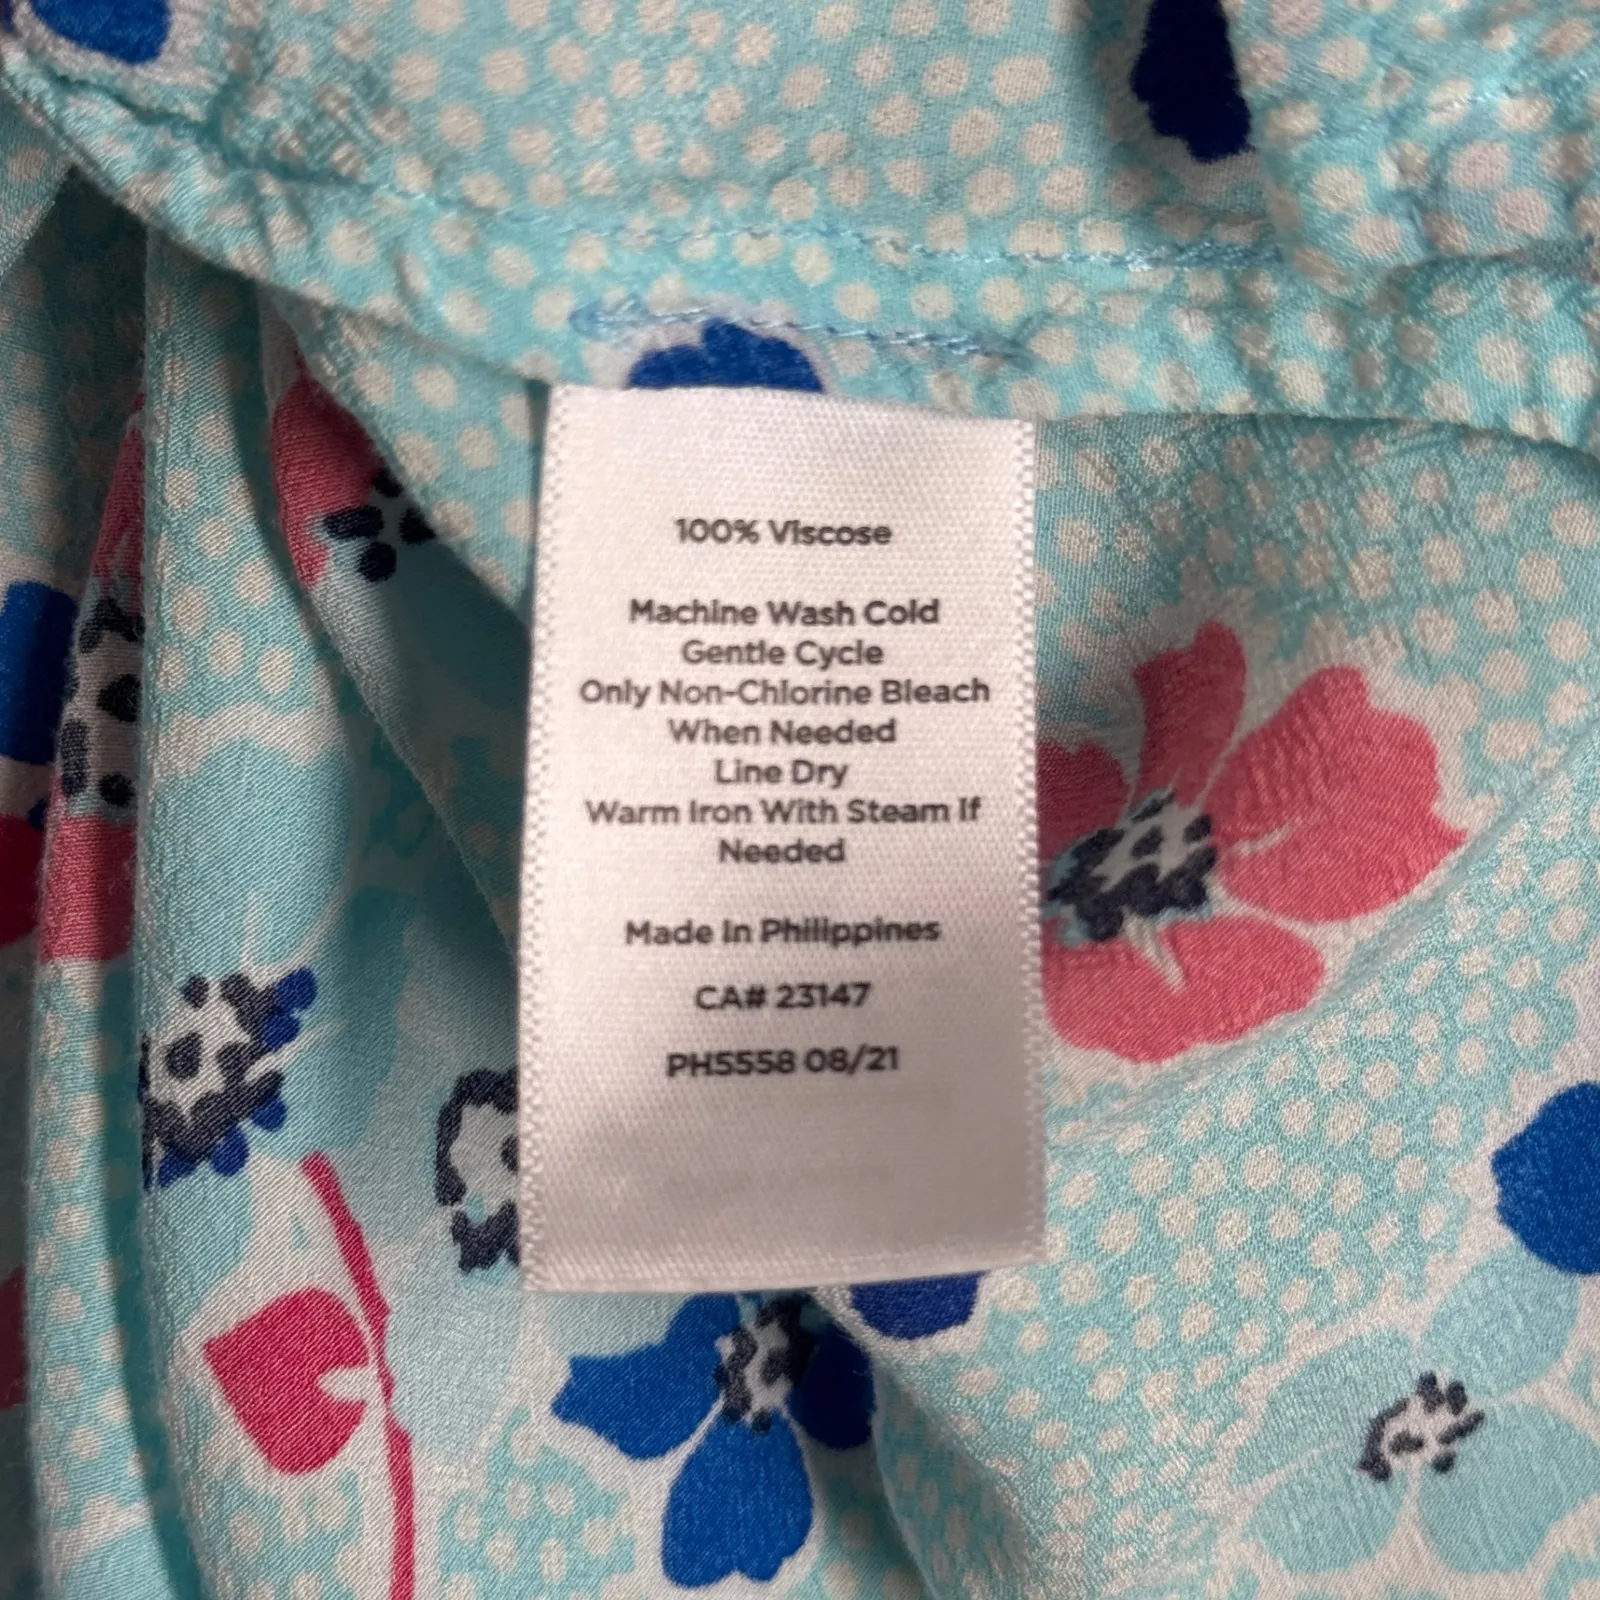 100% Viscose
Machine Wash Cold
Gentle Cycle
Only Non-Chlorine Bleach
When Needed
Line Dry
Warm Iron With Steam If
Needed
Made In Philippines
CA# 23147
PH5558 08/21